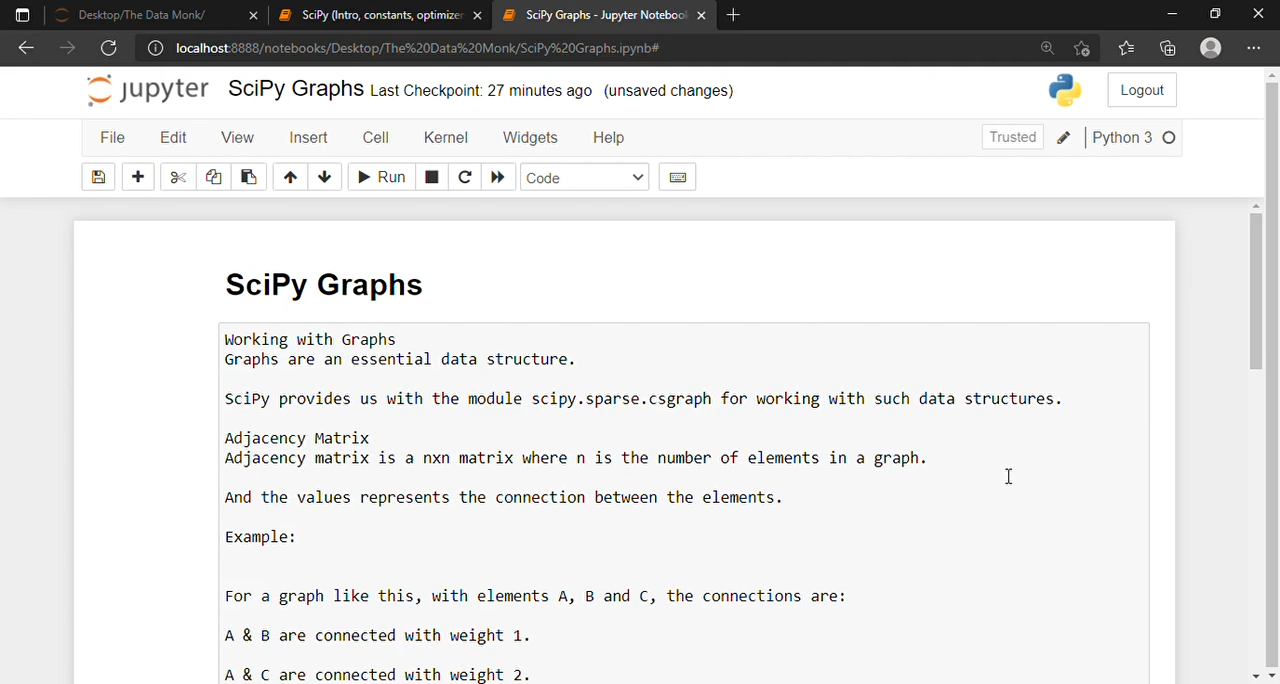 Desktop/The Data Monk/
SciPy (Intro, constants, optimizer
SciPy Graphs - Jupyter Notebook
localhost:8888/notebooks/Desktop/The%20Data%20Monk/SciPy%20Graphs.ipynb#
jupyter SciPy Graphs Last Checkpoint: 27 minutes ago (unsaved changes)
Logout
File Edit View Insert Cell Kernel Widgets Help
Trusted Python 3
Run Code
SciPy Graphs
Working with Graphs
Graphs are an essential data structure.
SciPy provides us with the module scipy.sparse.csgraph for working with such data structures.
Adjacency Matrix
Adjacency matrix is a nxn matrix where n is the number of elements in a graph.
And the values represents the connection between the elements.
Example:
For a graph like this, with elements A, B and C, the connections are:
A & B are connected with weight 1.
A & C are connected with weight 2.